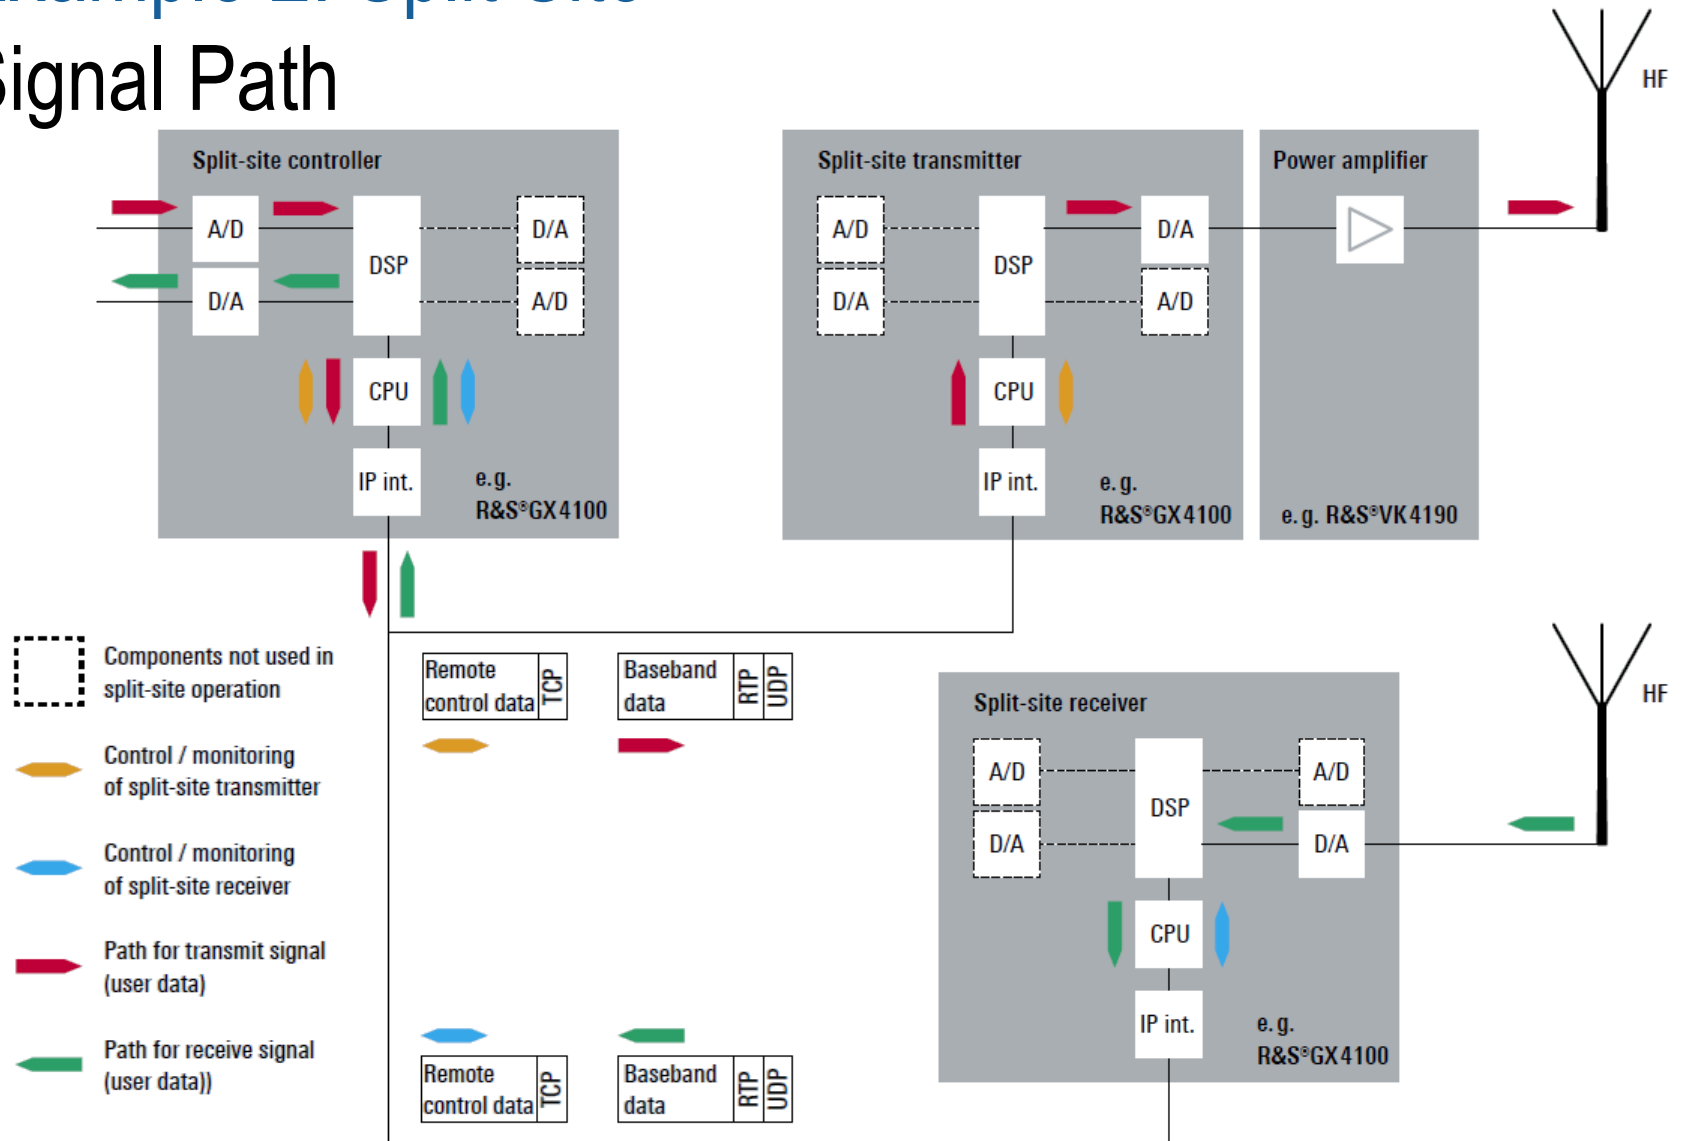 Example 2: Split Site
Signal Path
HF
Split-site controller
A/D
D/A
DSP
D/A
A/D
CPU
IP int.
e.g.
R&S®GX4100
Split-site transmitter
A/D
D/A
DSP
D/A
A/D
CPU
IP int.
e.g.
R&S®GX4100
Power amplifier
e.g. R&S®VK4190
Components not used in
split-site operation
Control / monitoring
of split-site transmitter
Control / monitoring
of split-site receiver
Path for transmit signal
(user data)
Path for receive signal
(user data))
Remote
control data
TCP
Baseband
data
RTP
UDP
Remote
control data
TCP
Baseband
data
RTP
UDP
HF
Split-site receiver
A/D
D/A
DSP
A/D
D/A
CPU
IP int.
e.g.
R&S®GX4100